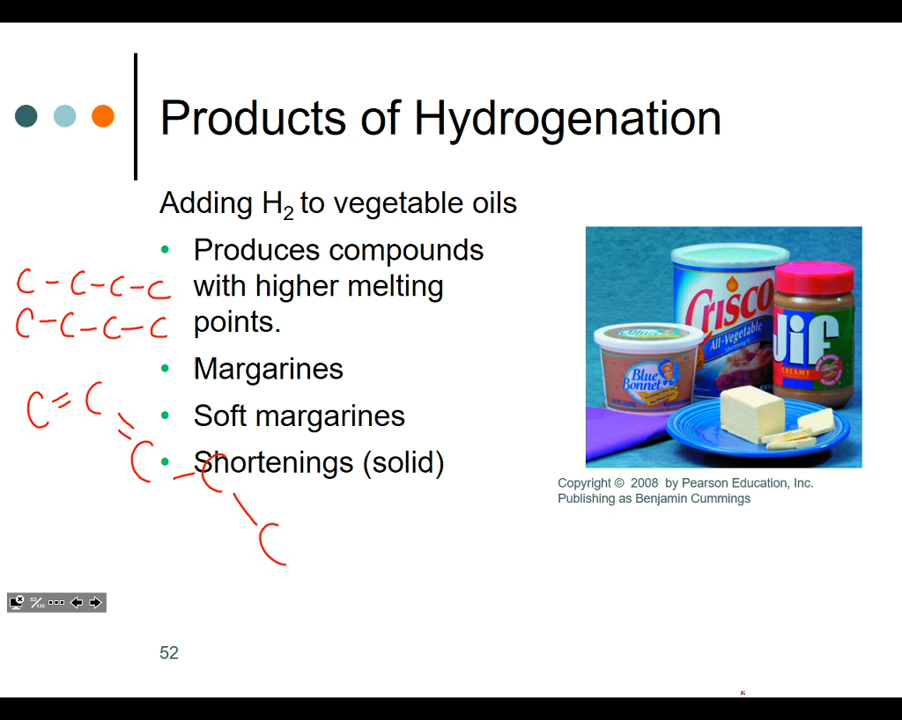 Products of Hydrogenation
Adding H₂ to vegetable oils
• Produces compounds
with higher melting
points.
• Margarines
• Soft margarines
• Shortenings (solid)
C - C - C - C
C - C - C - C
C = C
= C - C
- C
Crisco
All-Vegetable
Jif
CREAMY
Blue
Bonnet
Copyright © 2008 by Pearson Education, Inc.
Publishing as Benjamin Cummings
52